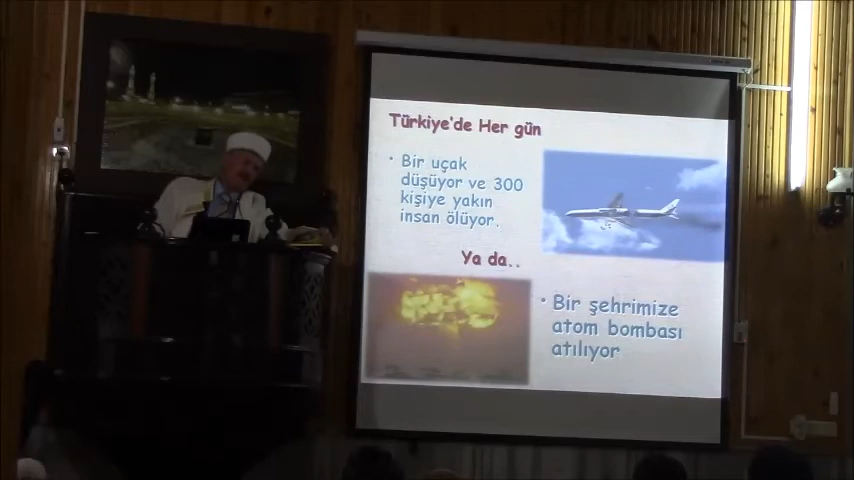 Türkiye'de Her gün
• Bir uçak
düşüyor ve 300
kişiye yakın
insan ölüyor.
Ya da..
• Bir şehrimize
atom bombası
atılıyor